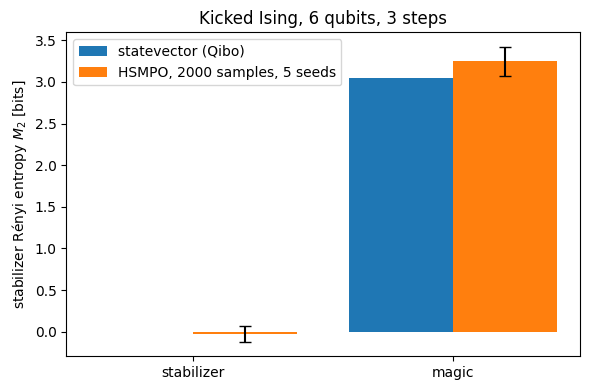 Kicked Ising, 6 qubits, 3 steps
statevector (Qibo)
HSMPO, 2000 samples, 5 seeds
stabilizer Rényi entropy $M_2$ [bits]
3.5
3.0
2.5
2.0
1.5
1.0
0.5
0.0
stabilizer
magic